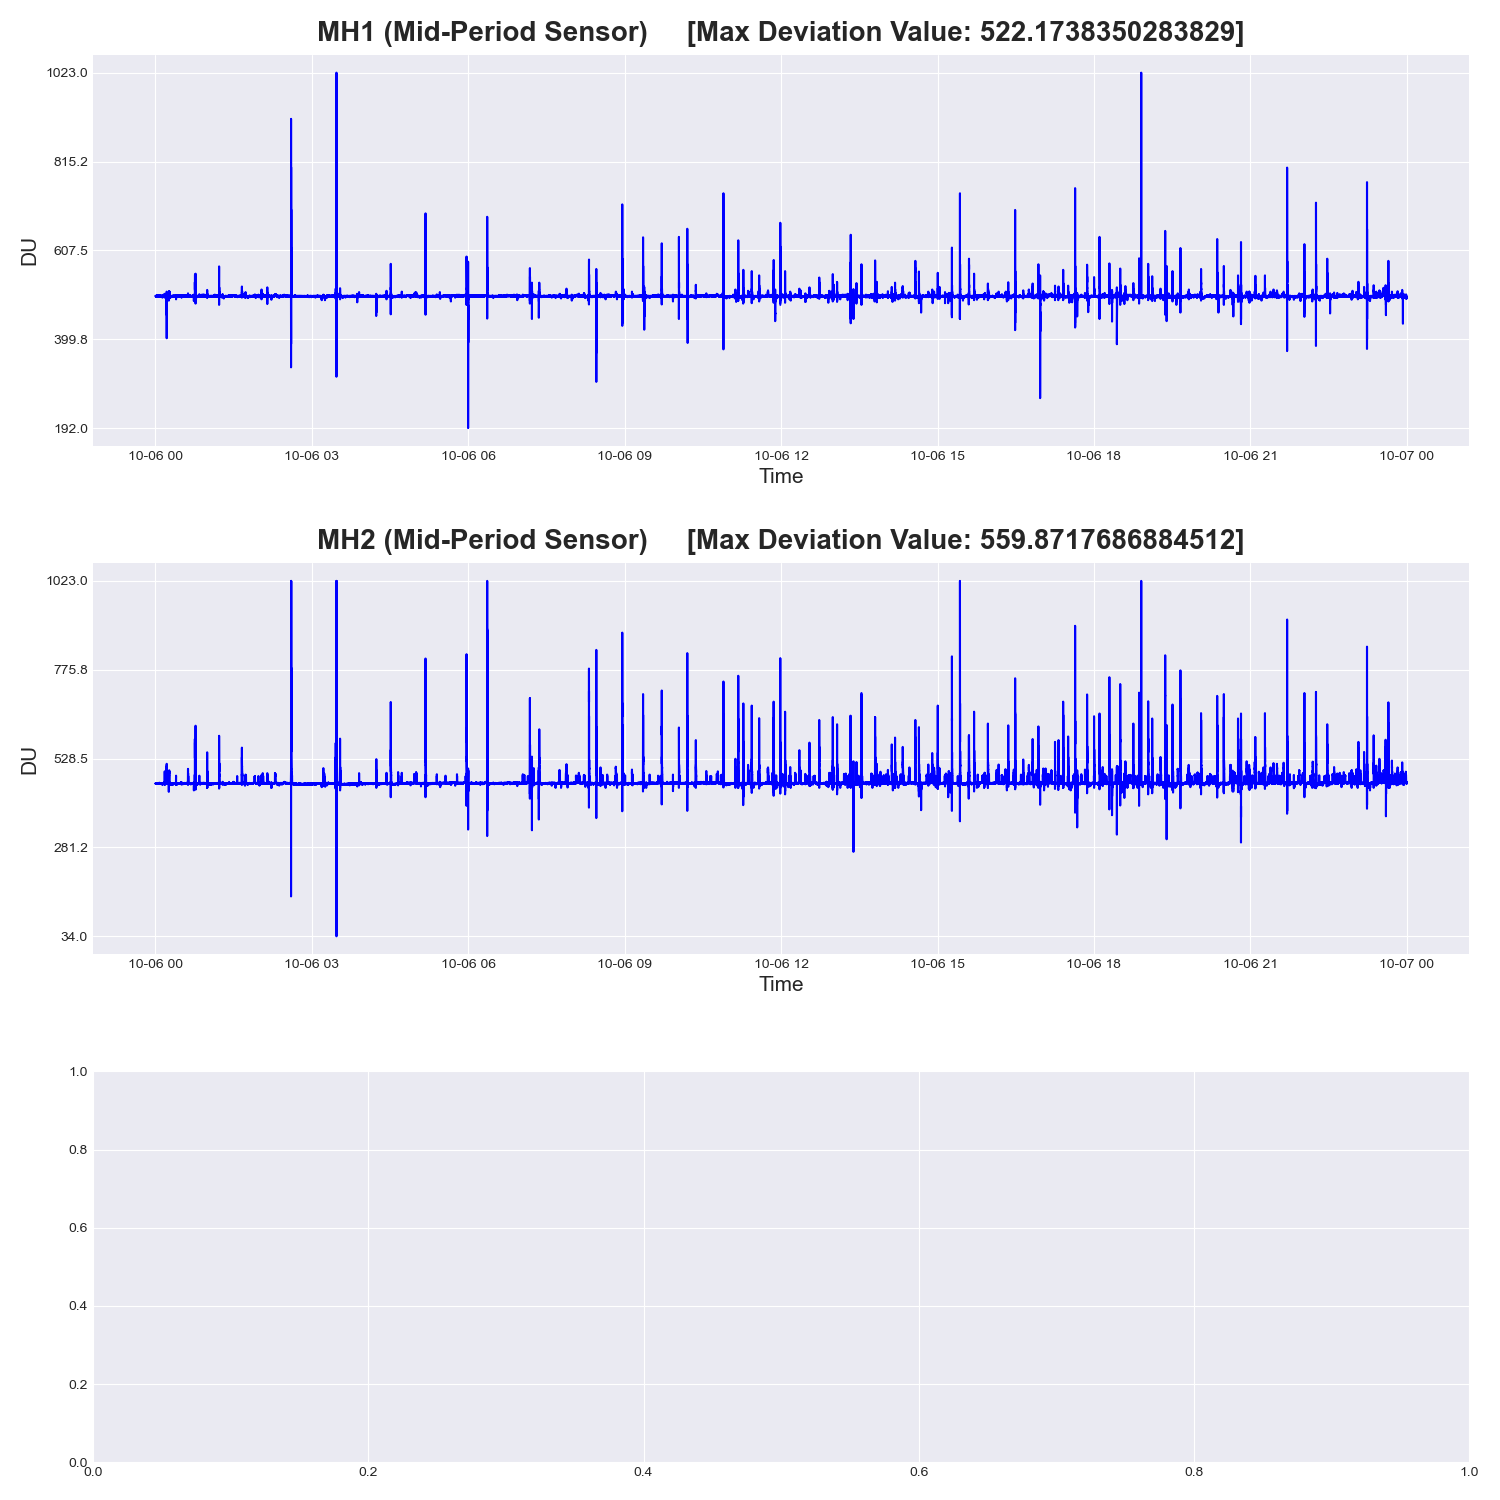 MH1 (Mid-Period Sensor) [Max Deviation Value: 522.1738350283829]
1023.0
815.2
607.5
399.8
192.0
DU
10-06 00 10-06 03 10-06 06 10-06 09 10-06 12 10-06 15 10-06 18 10-06 21 10-07 00
Time
MH2 (Mid-Period Sensor) [Max Deviation Value: 559.8717686884512]
1023.0
775.8
528.5
281.2
34.0
DU
10-06 00 10-06 03 10-06 06 10-06 09 10-06 12 10-06 15 10-06 18 10-06 21 10-07 00
Time
1.0
0.8
0.6
0.4
0.2
0.0
0.0 0.2 0.4 0.6 0.8 1.0